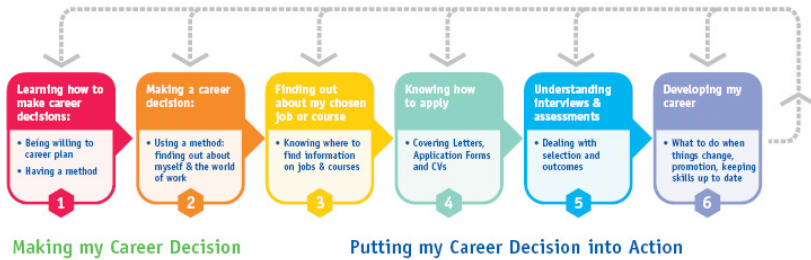 Learning how to
make career
decisions:
• Being willing to
career plan
• Having a method
1
Making a career
decision:
• Using a method:
finding out about
myself & the world
of work
2
Finding out
about my chosen
job or course
• Knowing where to
find information
on jobs & courses
3
Knowing how
to apply
• Covering Letters,
Application Forms
and CVs
4
Understanding
interviews &
assessments
• Dealing with
selection and
outcomes
5
Developing my
career
• What to do when
things change,
promotion, keeping
skills up to date
6
Making my Career Decision
Putting my Career Decision into Action